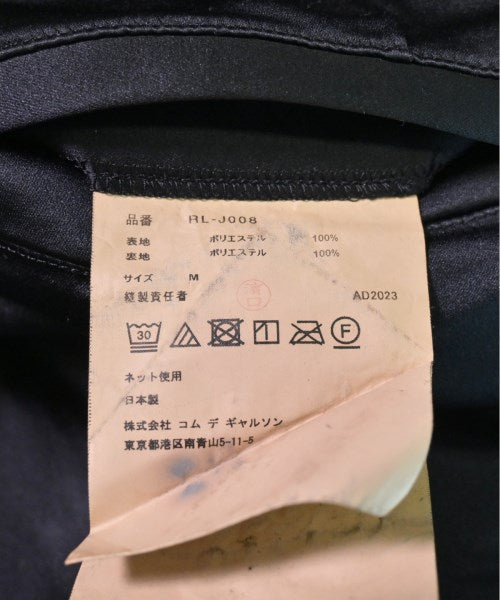 品番 RL-J008
表地 ポリエステル 100%
裏地 ポリエステル 100%
サイズ M
縫製責任者 溝口 AD2023
30 F
ネット使用
日本製
株式会社 コム デ ギャルソン
東京都港区南青山5-11-5